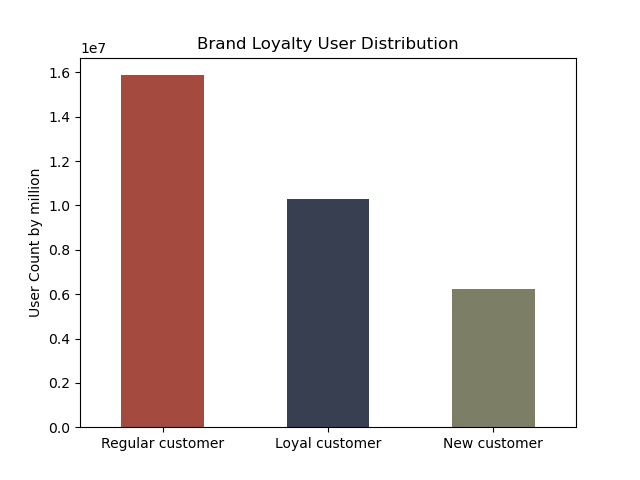 Brand Loyalty User Distribution
1e7
User Count by million
1.6
1.4
1.2
1.0
0.8
0.6
0.4
0.2
0.0
Regular customer
Loyal customer
New customer